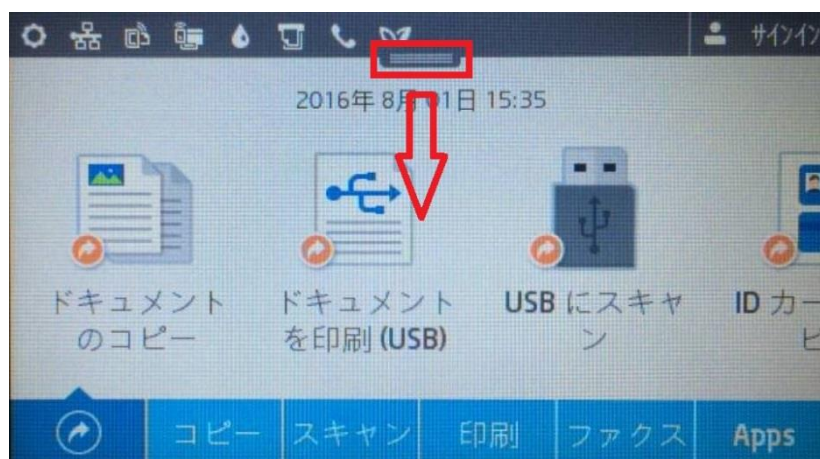 サインイン
2016年 8月 01日 15:35
ドキュメント
のコピー
ドキュメント
を印刷 (USB)
USB にスキャ
ン
ID カー
ピ
コピー
スキャン
印刷
ファクス
Apps